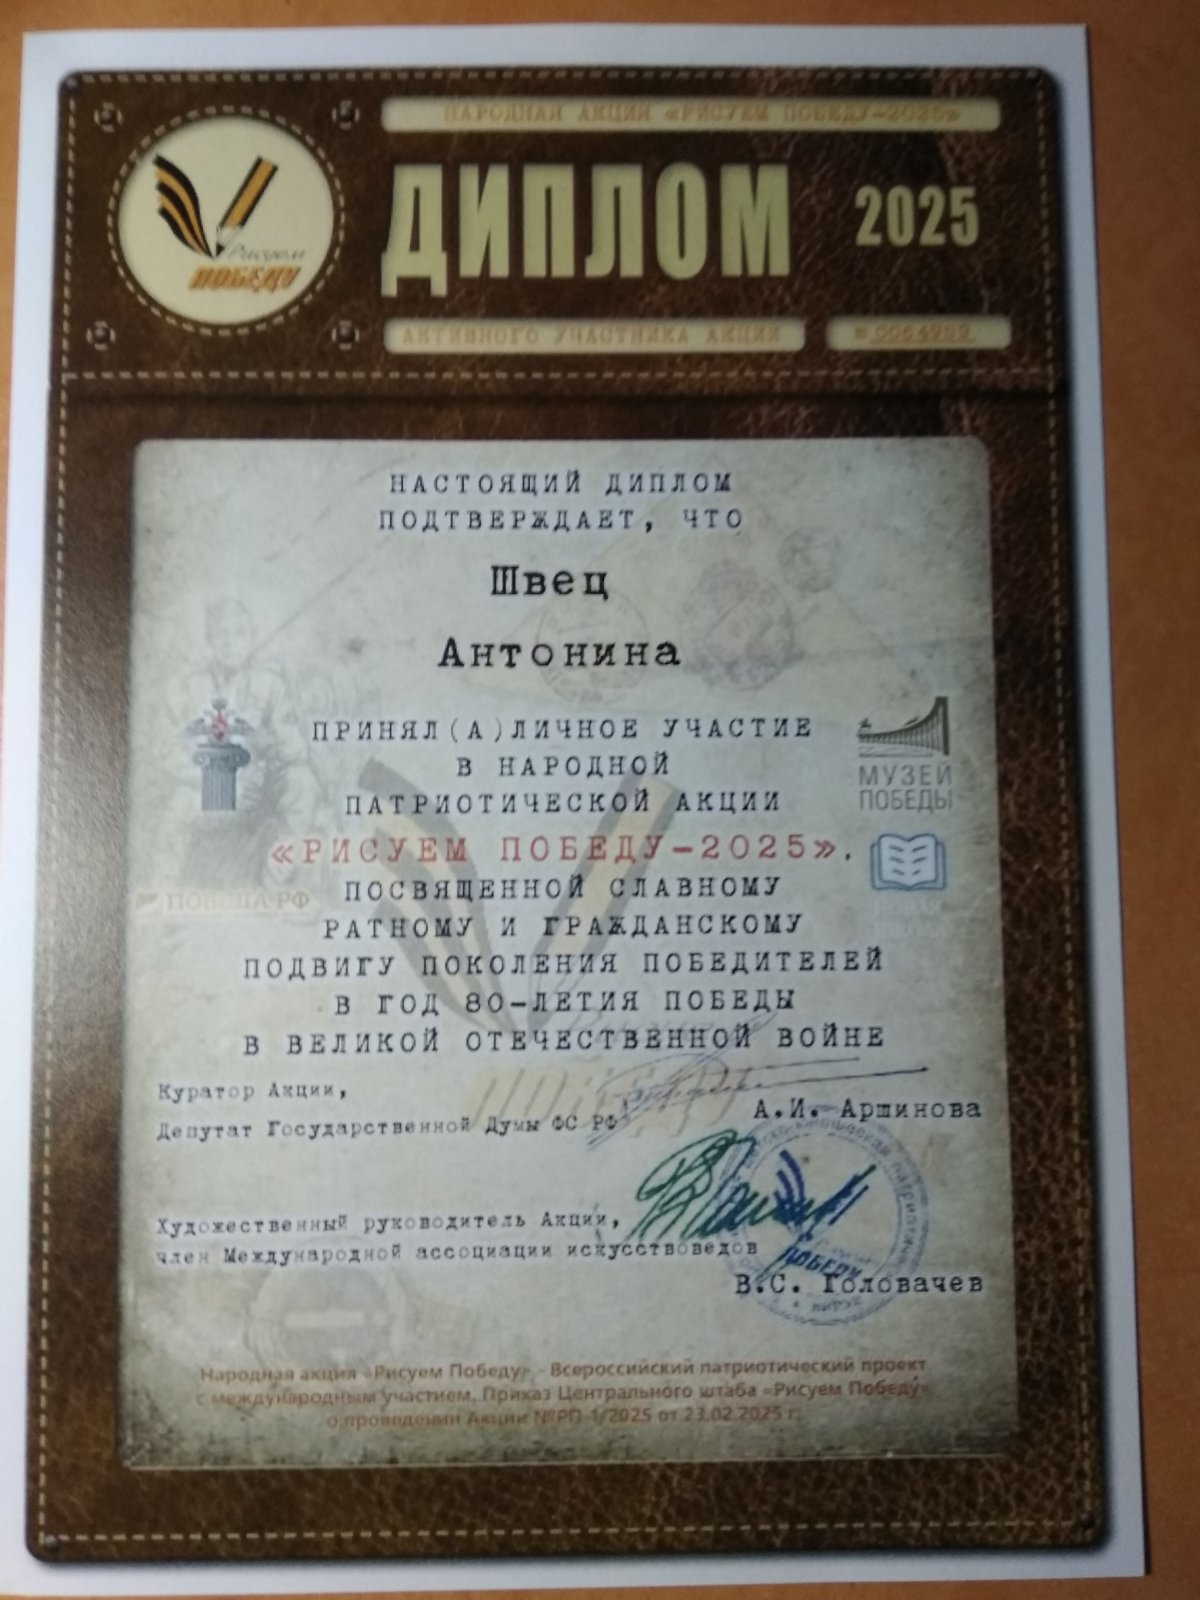 НАРОДНАЯ АКЦИЯ «РИСУЕМ ПОБЕДУ-2025»
ДИПЛОМ 2025
Рисуем
ПОБЕДУ
АКТИВНОГО УЧАСТНИКА АКЦИИ
НАСТОЯЩИЙ ДИПЛОМ
ПОДТВЕРЖДАЕТ, ЧТО
Швец
Антонина
ПРИНЯЛ(А)ЛИЧНОЕ УЧАСТИЕ
В НАРОДНОЙ
ПАТРИОТИЧЕСКОЙ АКЦИИ
МУЗЕЙ
ПОБЕДЫ
«РИСУЕМ ПОБЕДУ-2025».
ПОСВЯЩЕННОЙ СЛАВНОМУ
ПОБЕДА РФ
РАТНОМУ И ГРАЖДАНСКОМУ
ПОДВИГУ ПОКОЛЕНИЯ ПОБЕДИТЕЛЕЙ
В ГОД 80-ЛЕТИЯ ПОБЕДЫ
В ВЕЛИКОЙ ОТЕЧЕСТВЕННОЙ ВОЙНЕ
Куратор Акции,
Депутат Государственной Думы ФС РФ
А.И. Аршинова
Художественный руководитель Акции,
член Международной ассоциации искусствоведов
ПОБЕДУ
В.С. Головачев
Народная акция «Рисуем Победу» - Всероссийский патриотический проект
с международным участием. Приказ Центрального штаба «Рисуем Победу»
о проведении Акции №РП-1/2025 от 23.02.2025 г.